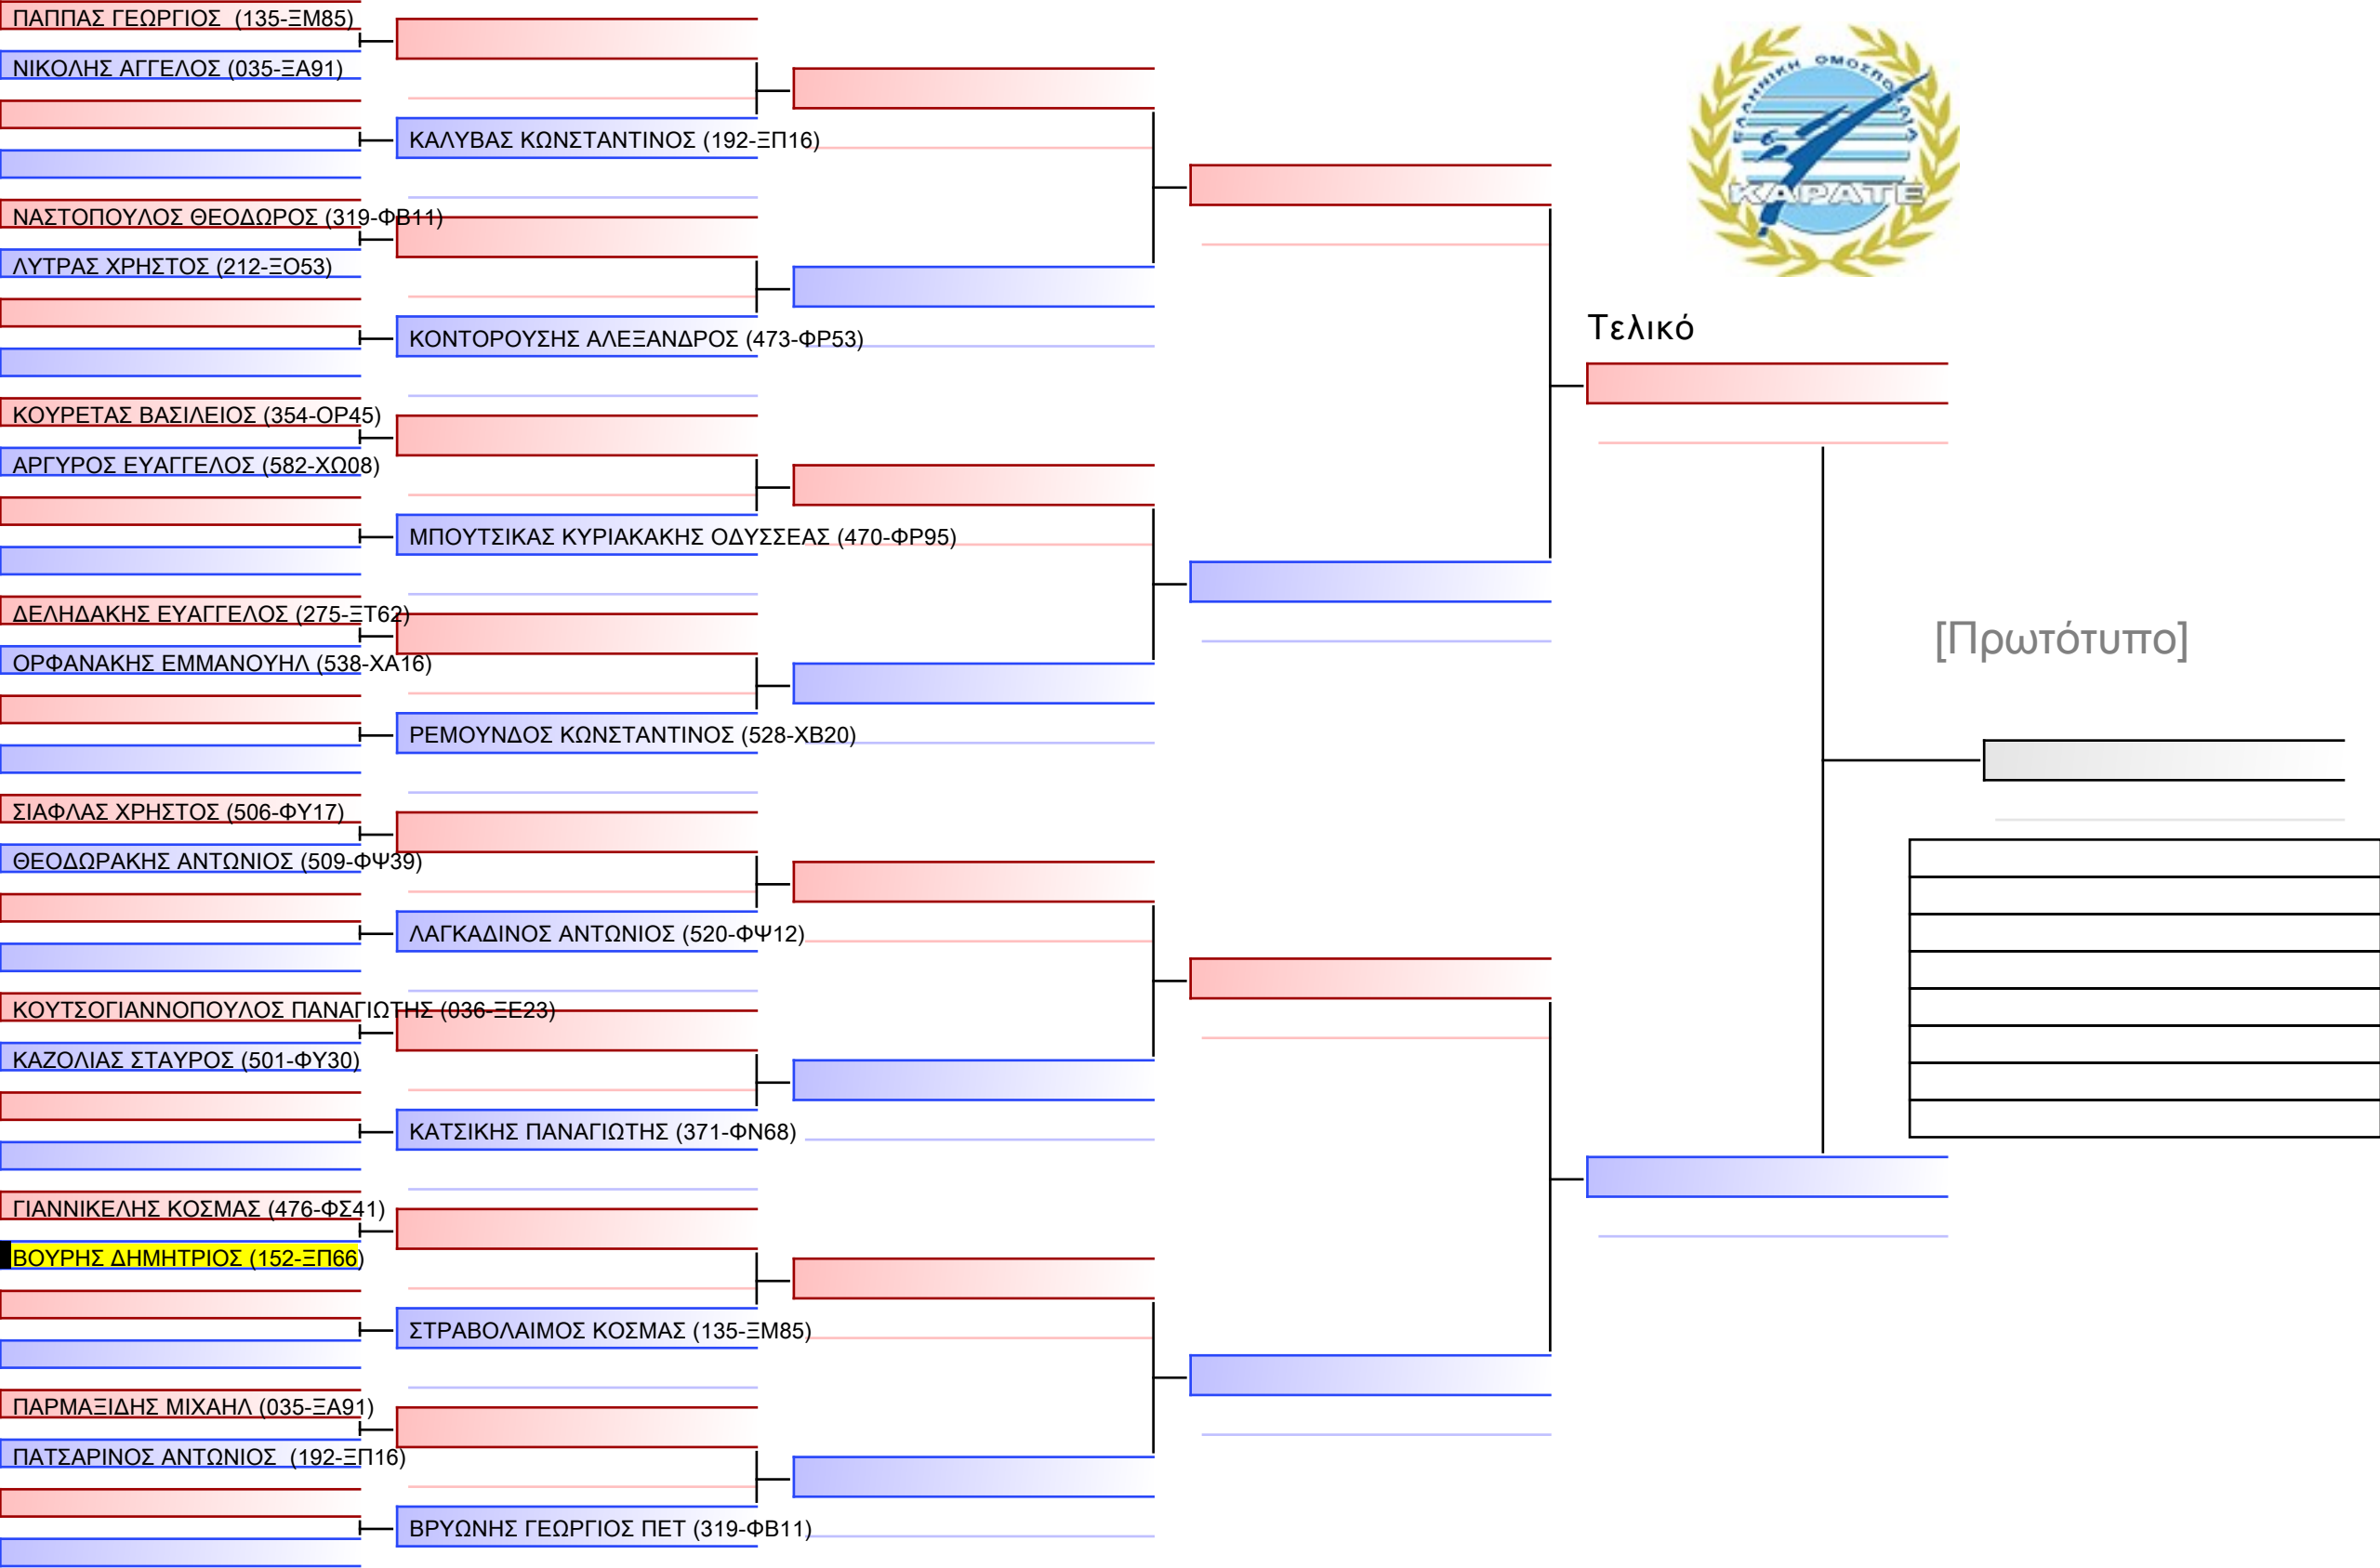 ΠΑΠΠΑΣ ΓΕΩΡΓΙΟΣ  (135-ΞΜ85)
ΝΙΚΟΛΗΣ ΑΓΓΕΛΟΣ (035-ΞΑ91)
ΚΑΛΥΒΑΣ ΚΩΝΣΤΑΝΤΙΝΟΣ (192-ΞΠ16)
ΝΑΣΤΟΠΟΥΛΟΣ ΘΕΟΔΩΡΟΣ (319-ΦΒ11)
ΛΥΤΡΑΣ ΧΡΗΣΤΟΣ (212-ΞΟ53)
ΚΟΝΤΟΡΟΥΣΗΣ ΑΛΕΞΑΝΔΡΟΣ (473-ΦΡ53)
ΚΟΥΡΕΤΑΣ ΒΑΣΙΛΕΙΟΣ (354-ΟΡ45)
ΑΡΓΥΡΟΣ ΕΥΑΓΓΕΛΟΣ (582-ΧΩ08)
ΜΠΟΥΤΣΙΚΑΣ ΚΥΡΙΑΚΑΚΗΣ ΟΔΥΣΣΕΑΣ (470-ΦΡ95)
ΔΕΛΗΔΑΚΗΣ ΕΥΑΓΓΕΛΟΣ (275-ΞΤ62)
ΟΡΦΑΝΑΚΗΣ ΕΜΜΑΝΟΥΗΛ (538-ΧΑ16)
ΡΕΜΟΥΝΔΟΣ ΚΩΝΣΤΑΝΤΙΝΟΣ (528-ΧΒ20)
ΣΙΑΦΛΑΣ ΧΡΗΣΤΟΣ (506-ΦΥ17)
ΘΕΟΔΩΡΑΚΗΣ ΑΝΤΩΝΙΟΣ (509-ΦΨ39)
ΛΑΓΚΑΔΙΝΟΣ ΑΝΤΩΝΙΟΣ (520-ΦΨ12)
ΚΟΥΤΣΟΓΙΑΝΝΟΠΟΥΛΟΣ ΠΑΝΑΓΙΩΤΗΣ (036-ΞΕ23)
ΚΑΖΟΛΙΑΣ ΣΤΑΥΡΟΣ (501-ΦΥ30)
ΚΑΤΣΙΚΗΣ ΠΑΝΑΓΙΩΤΗΣ (371-ΦΝ68)
ΓΙΑΝΝΙΚΕΛΗΣ ΚΟΣΜΑΣ (476-ΦΣ41)
ΒΟΥΡΗΣ ΔΗΜΗΤΡΙΟΣ (152-ΞΠ66)
ΣΤΡΑΒΟΛΑΙΜΟΣ ΚΟΣΜΑΣ (135-ΞΜ85)
ΠΑΡΜΑΞΙΔΗΣ ΜΙΧΑΗΛ (035-ΞΑ91)
ΠΑΤΣΑΡΙΝΟΣ ΑΝΤΩΝΙΟΣ  (192-ΞΠ16)
ΒΡΥΩΝΗΣ ΓΕΩΡΓΙΟΣ ΠΕΤ (319-ΦΒ11)
ΕΛΛΗΝΙΚΗ ΟΜΟΣΠΟΝΔΙΑ
ΚΑΡΑΤΕ
Τελικό
[Πρωτότυπο]